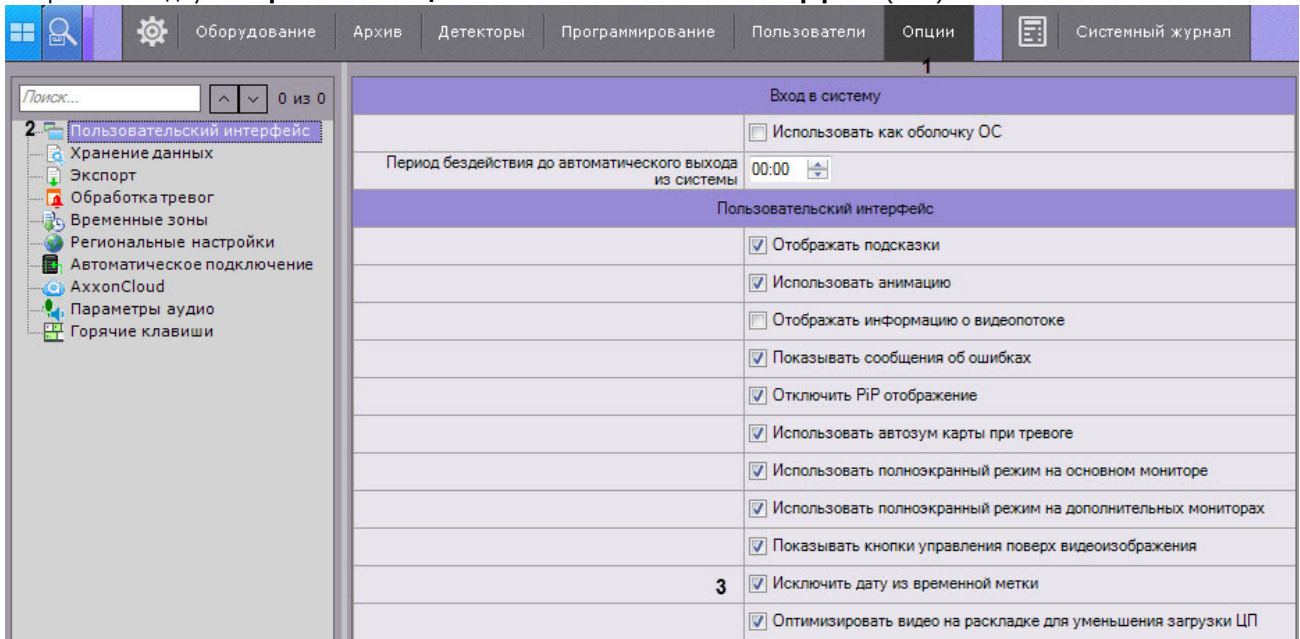 Оборудование Архив Детекторы Программирование Пользователи Опции Системный журнал
1
Поиск... 0 из 0
2 Пользовательский интерфейс
Хранение данных
Экспорт
Обработка тревог
Временные зоны
Региональные настройки
Автоматическое подключение
AxxonCloud
Параметры аудио
Горячие клавиши
Вход в систему
Использовать как оболочку ОС
Период бездействия до автоматического выхода
из системы
00:00
Пользовательский интерфейс
Отображать подсказки
Использовать анимацию
Отображать информацию о видеопотоке
Показывать сообщения об ошибках
Отключить PiP отображение
Использовать автозум карты при тревоге
Использовать полноэкранный режим на основном мониторе
Использовать полноэкранный режим на дополнительных мониторах
Показывать кнопки управления поверх видеоизображения
3 Исключить дату из временной метки
Оптимизировать видео на раскладке для уменьшения загрузки ЦП